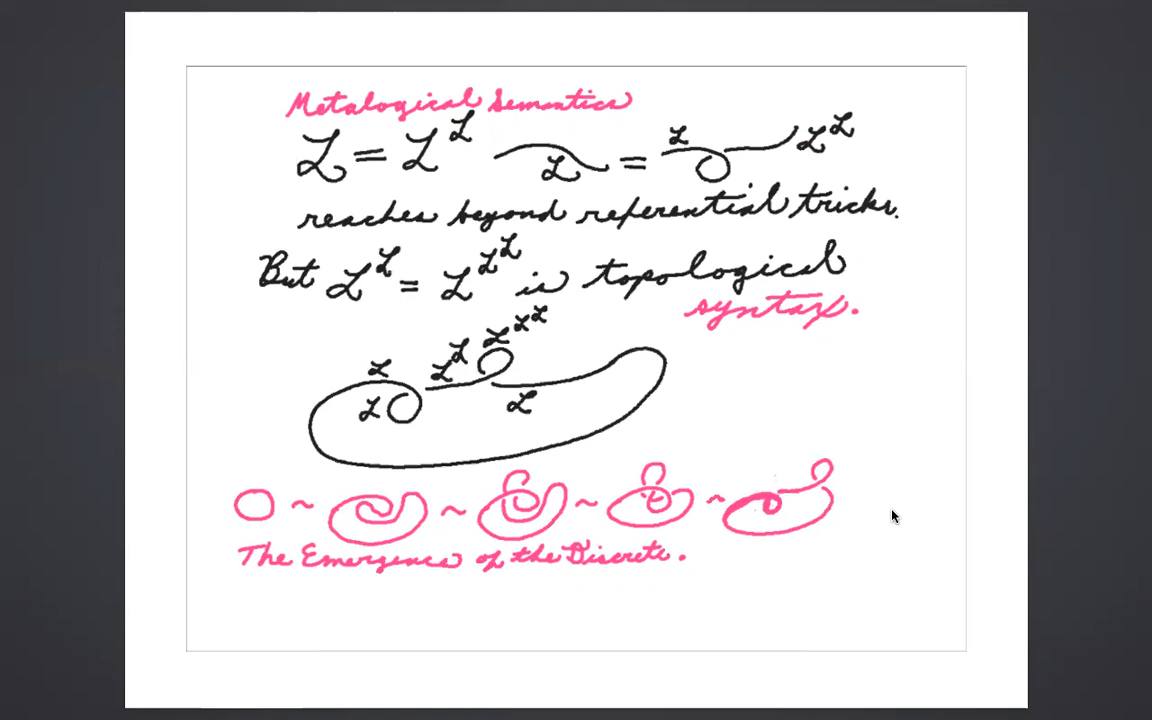 Metalogical Semantics
ℒ = ℒ^ℒ ℒ = ℒ ℒ^ℒ
reaches beyond referential tricks.
But ℒ^ℒ = ℒ^ℒ^ℒ is topological
syntax.
ℒ^ℒ^ℒ
ℒ ℒ^ℒ
ℒ ℒ
~ ~ ~ ~
The Emergence of the Discrete.